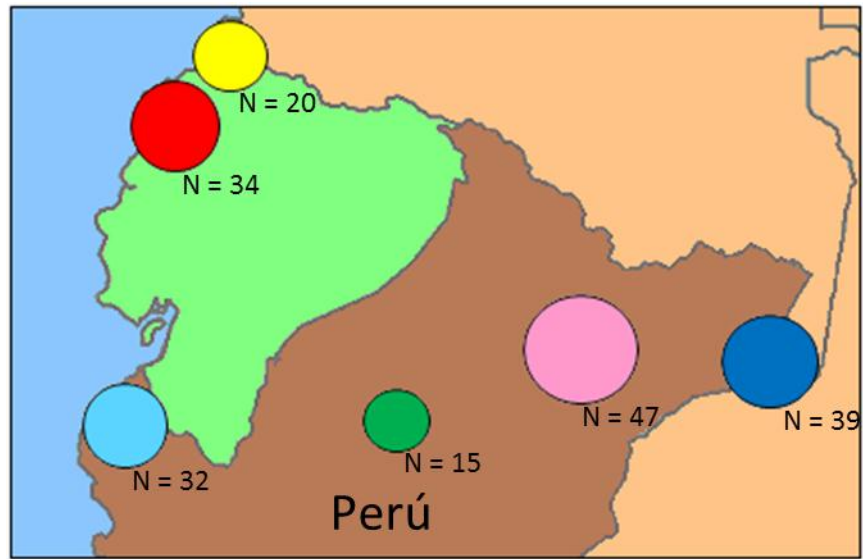 N = 20
N = 34
N = 47
N = 39
N = 15
N = 32
Perú